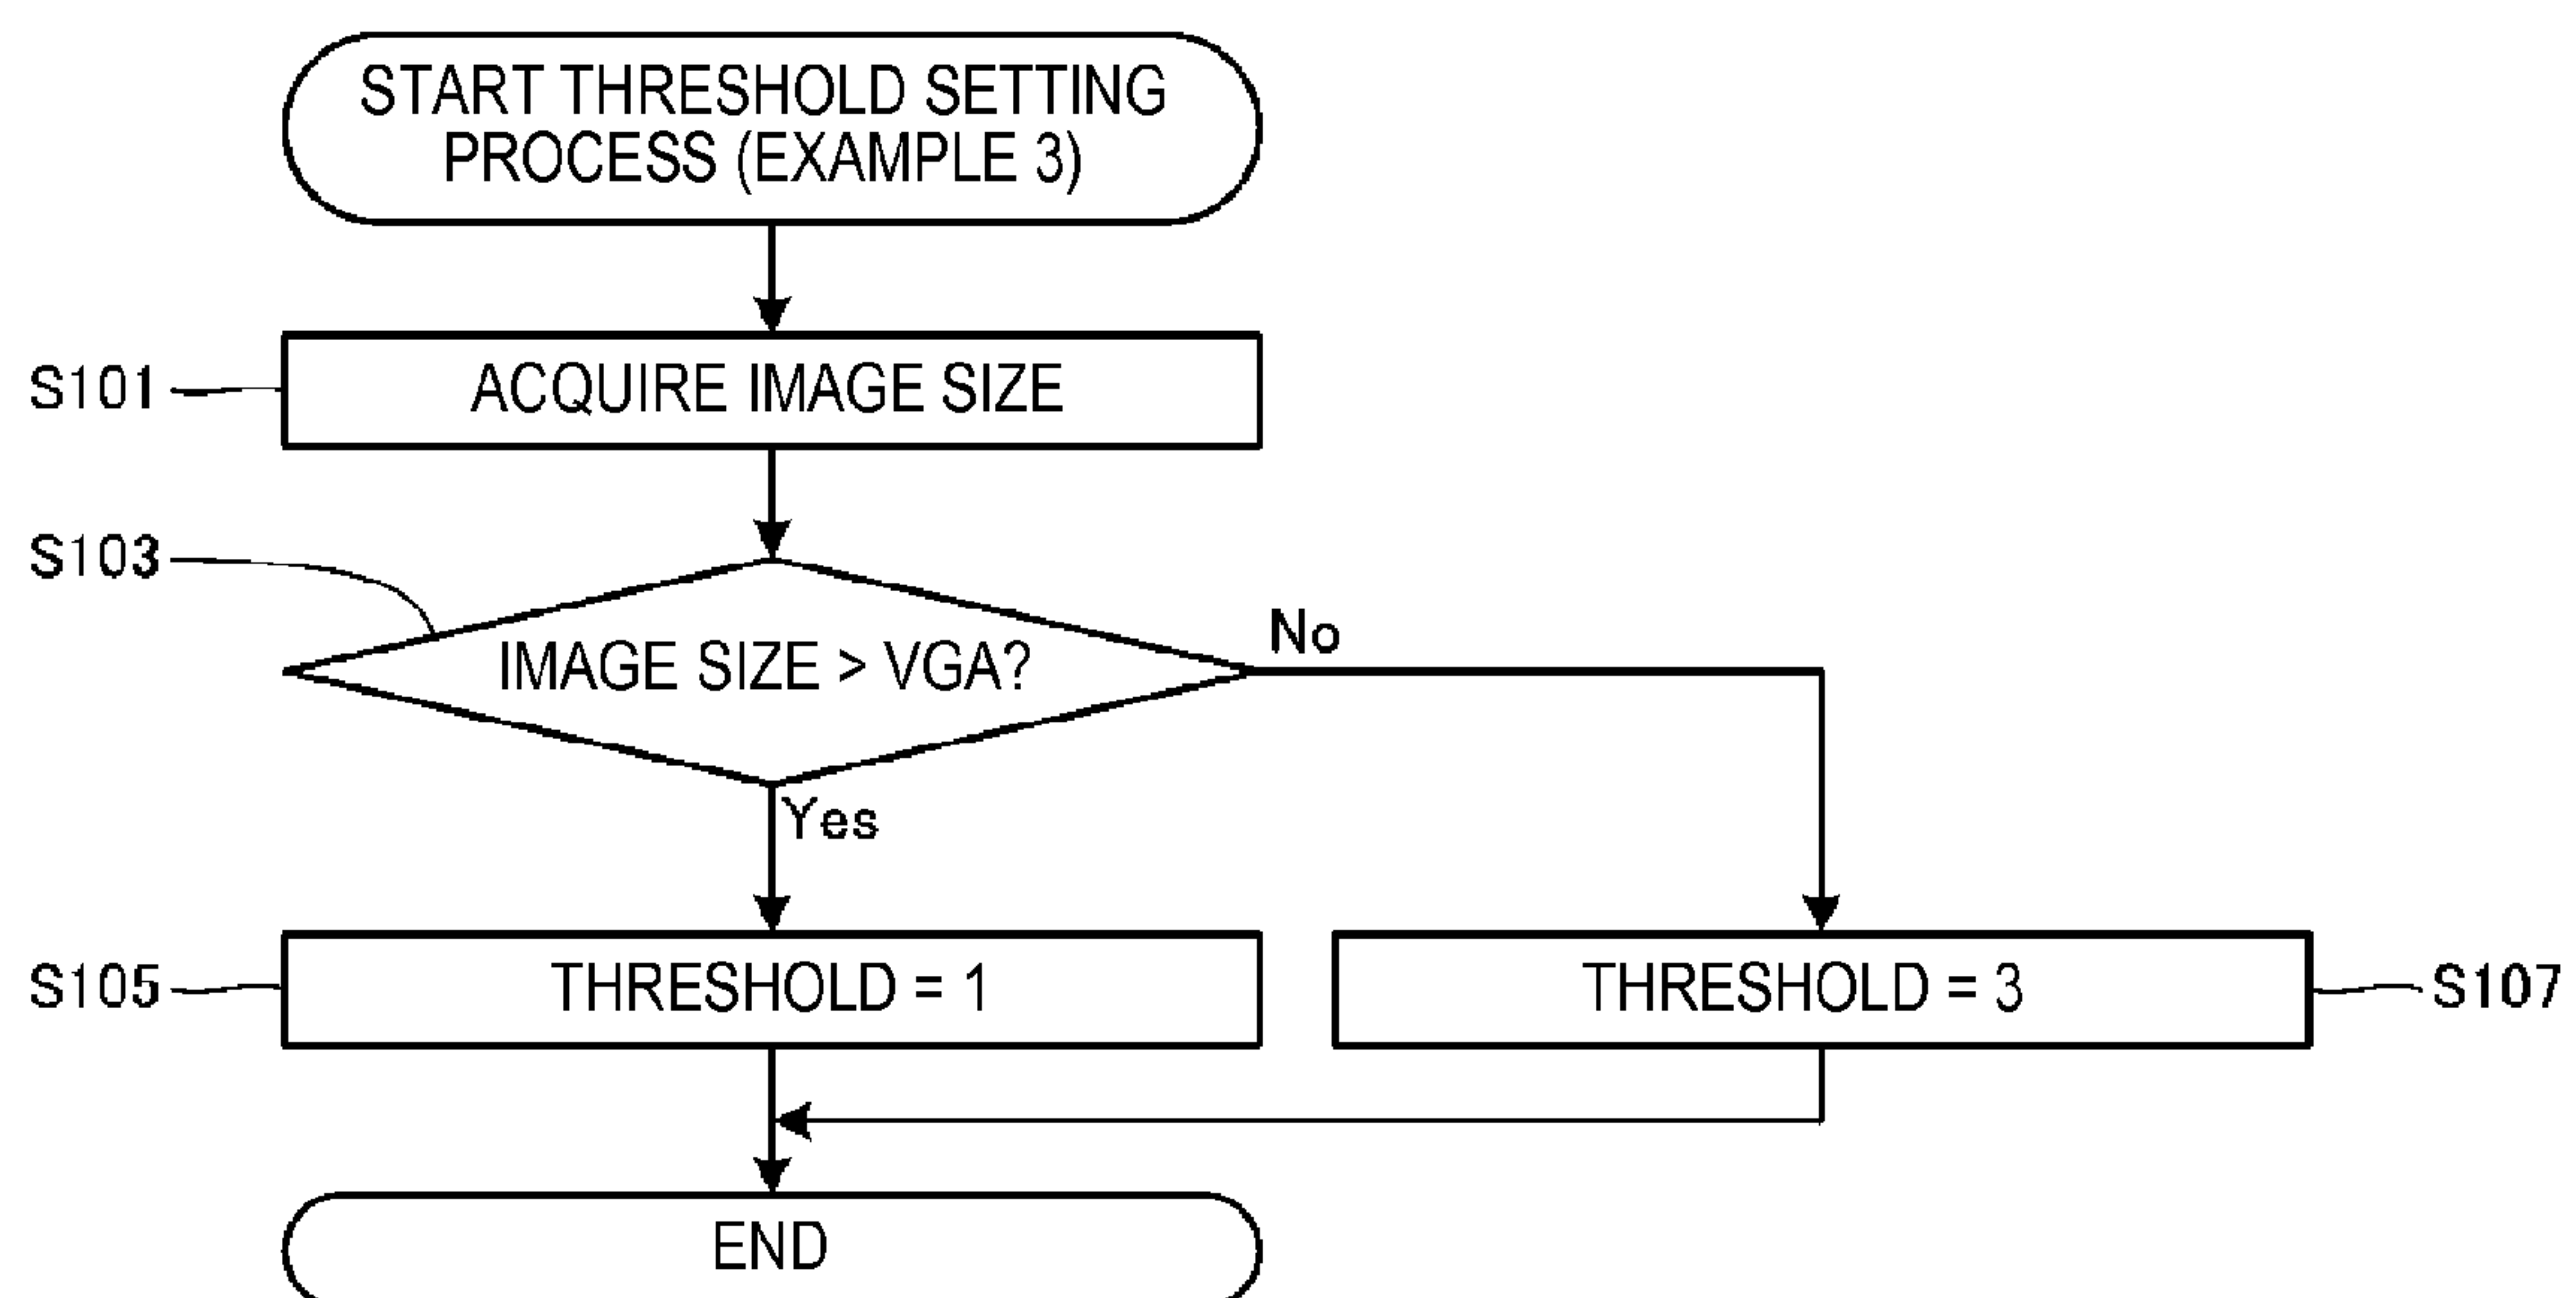 START THRESHOLD SETTING
PROCESS (EXAMPLE 3)
S101
ACQUIRE IMAGE SIZE
S103
IMAGE SIZE > VGA?
No
Yes
S105
THRESHOLD = 1
THRESHOLD = 3
S107
END